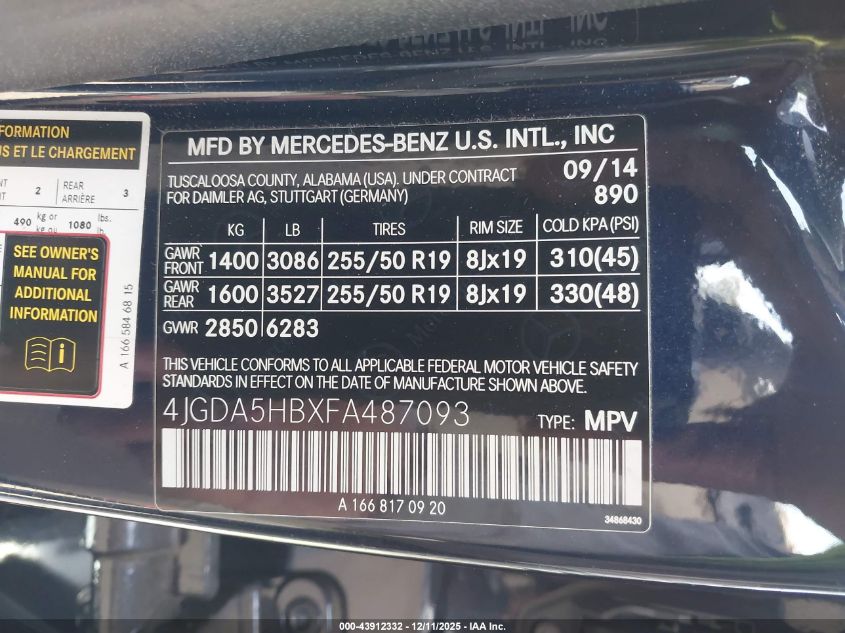 FORMATION
US ET LE CHARGEMENT
2 REAR ARRIÈRE 3
490 kg or kg ou 1080 lbs. lb.
SEE OWNER'S
MANUAL FOR
ADDITIONAL
INFORMATION
A 166 584 68 15
MFD BY MERCEDES-BENZ U.S. INTL., INC
TUSCALOOSA COUNTY, ALABAMA (USA). UNDER CONTRACT 09/14
FOR DAIMLER AG, STUTTGART (GERMANY) 890
KG LB TIRES RIM SIZE COLD KPA (PSI)
GAWR FRONT 1400 3086 255/50 R19 8Jx19 310(45)
GAWR REAR 1600 3527 255/50 R19 8Jx19 330(48)
GVWR 2850 6283
THIS VEHICLE CONFORMS TO ALL APPLICABLE FEDERAL MOTOR VEHICLE SAFETY
STANDARDS IN EFFECT ON THE DATE OF MANUFACTURE SHOWN ABOVE.
4JGDA5HBXFA487093 TYPE: MPV
A 166 817 09 20
34868430
000-43912332 - 12/11/2025 - IAA Inc.